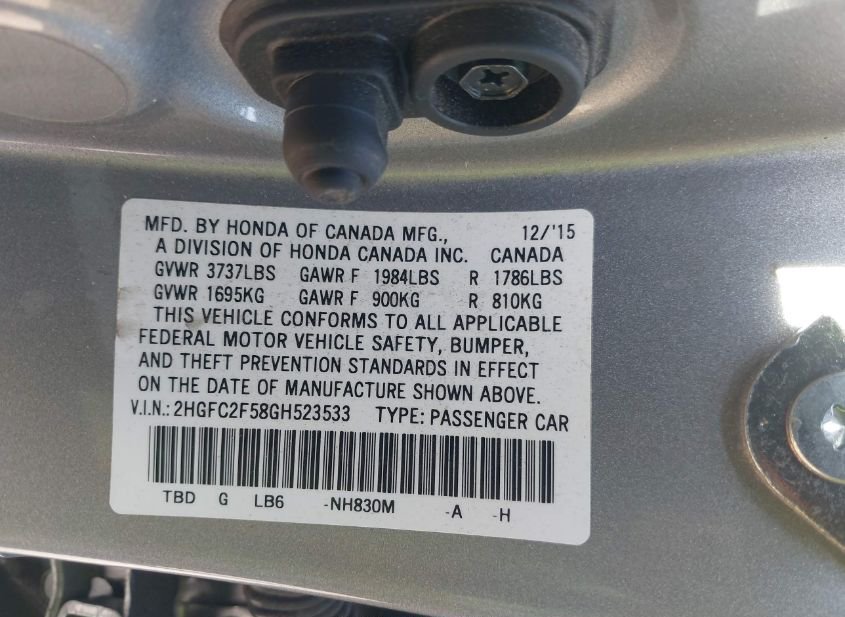 MFD. BY HONDA OF CANADA MFG., 12/'15
A DIVISION OF HONDA CANADA INC. CANADA
GVWR 3737LBS GAWR F 1984LBS R 1786LBS
GVWR 1695KG GAWR F 900KG R 810KG
THIS VEHICLE CONFORMS TO ALL APPLICABLE
FEDERAL MOTOR VEHICLE SAFETY, BUMPER,
AND THEFT PREVENTION STANDARDS IN EFFECT
ON THE DATE OF MANUFACTURE SHOWN ABOVE.
V.I.N.: 2HGFC2F58GH523533 TYPE: PASSENGER CAR
TBD G LB6 -NH830M -A -H